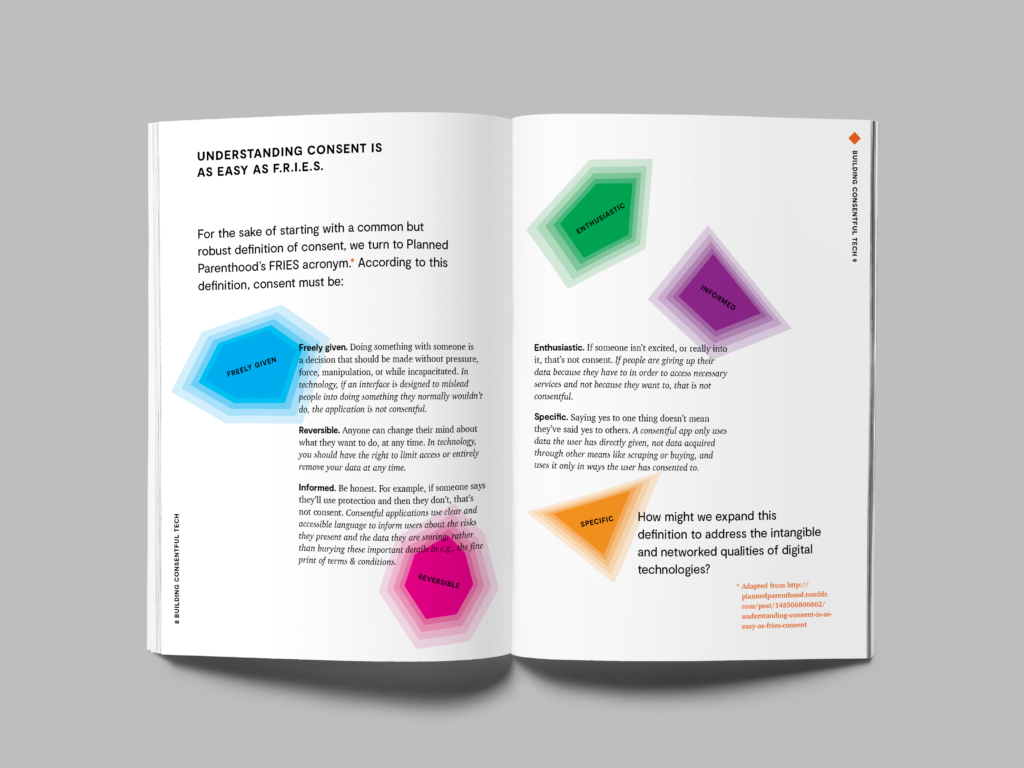 UNDERSTANDING CONSENT IS
AS EASY AS F.R.I.E.S.
For the sake of starting with a common but
robust definition of consent, we turn to Planned
Parenthood's FRIES acronym.* According to this
definition, consent must be:
FREELY GIVEN
Freely given. Doing something with someone is
a decision that should be made without pressure,
force, manipulation, or while incapacitated. In
technology, if an interface is designed to mislead
people into doing something they normally wouldn't
do, the application is not consentful.
Reversible. Anyone can change their mind about
what they want to do, at any time. In technology,
you should have the right to limit access or entirely
remove your data at any time.
Informed. Be honest. For example, if someone says
they'll use protection and then they don't, that's
not consent. Consentful applications use clear and
accessible language to inform users about the risks
they present and the data they are storing, rather
than burying these important details in e.g., the fine
print of terms & conditions.
REVERSIBLE
8 BUILDING CONSENTFUL TECH
BUILDING CONSENTFUL TECH 9
ENTHUSIASTIC
INFORMED
Enthusiastic. If someone isn't excited, or really into
it, that's not consent. If people are giving up their
data because they have to in order to access necessary
services and not because they want to, that is not
consentful.
Specific. Saying yes to one thing doesn't mean
they've said yes to others. A consentful app only uses
data the user has directly given, not data acquired
through other means like scraping or buying, and
uses it only in ways the user has consented to.
SPECIFIC
How might we expand this
definition to address the intangible
and networked qualities of digital
technologies?
* Adapted from http://
plannedparenthood.tumblr.
com/post/148506806862/
understanding-consent-is-as-
easy-as-fries-consent